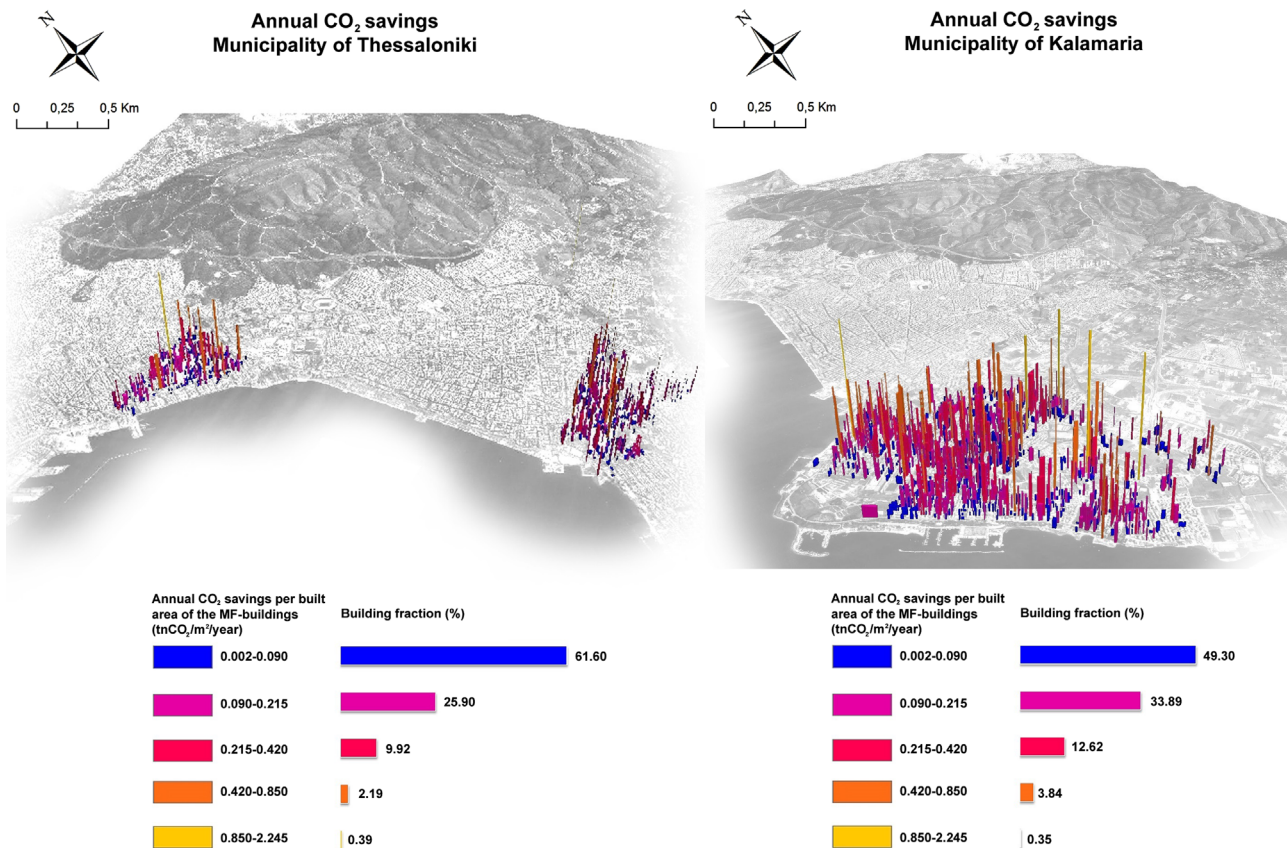 Annual CO₂ savings
Municipality of Thessaloniki
N
0 0,25 0,5 Km
Annual CO₂ savings per built
area of the MF-buildings
(tnCO₂/m²/year)
Building fraction (%)
0.002-0.090 61.60
0.090-0.215 25.90
0.215-0.420 9.92
0.420-0.850 2.19
0.850-2.245 0.39
Annual CO₂ savings
Municipality of Kalamaria
N
0 0,25 0,5 Km
Annual CO₂ savings per built
area of the MF-buildings
(tnCO₂/m²/year)
Building fraction (%)
0.002-0.090 49.30
0.090-0.215 33.89
0.215-0.420 12.62
0.420-0.850 3.84
0.850-2.245 0.35